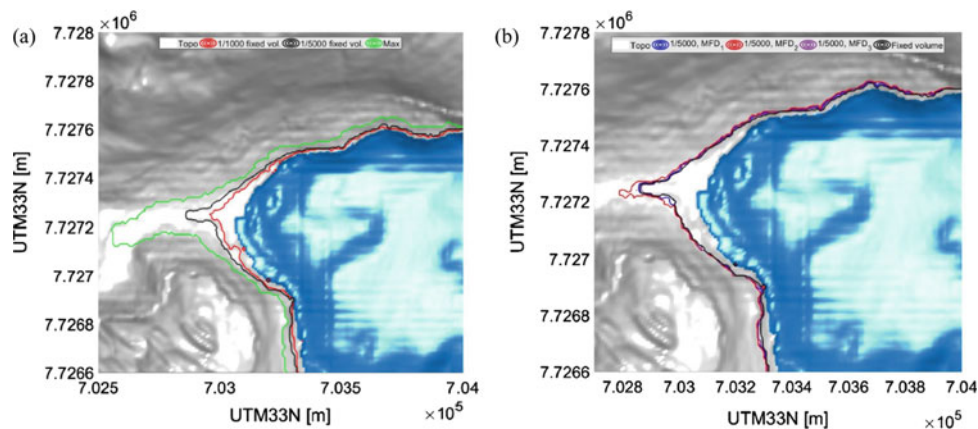 (a)
× 10⁶
7.728
Topo 1/1000 fixed vol. 1/5000 fixed vol. Max
7.7278
7.7276
7.7274
7.7272
7.727
7.7268
7.7266
UTM33N [m]
7.025 7.03 7.035 7.04
UTM33N [m]
× 10⁵
(b)
× 10⁶
7.728
Topo 1/5000, MFD₁ 1/5000, MFD₂ 1/5000, MFD₃ Fixed volume
7.7278
7.7276
7.7274
7.7272
7.727
7.7268
7.7266
UTM33N [m]
7.028 7.03 7.032 7.034 7.036 7.038 7.04
UTM33N [m]
× 10⁵